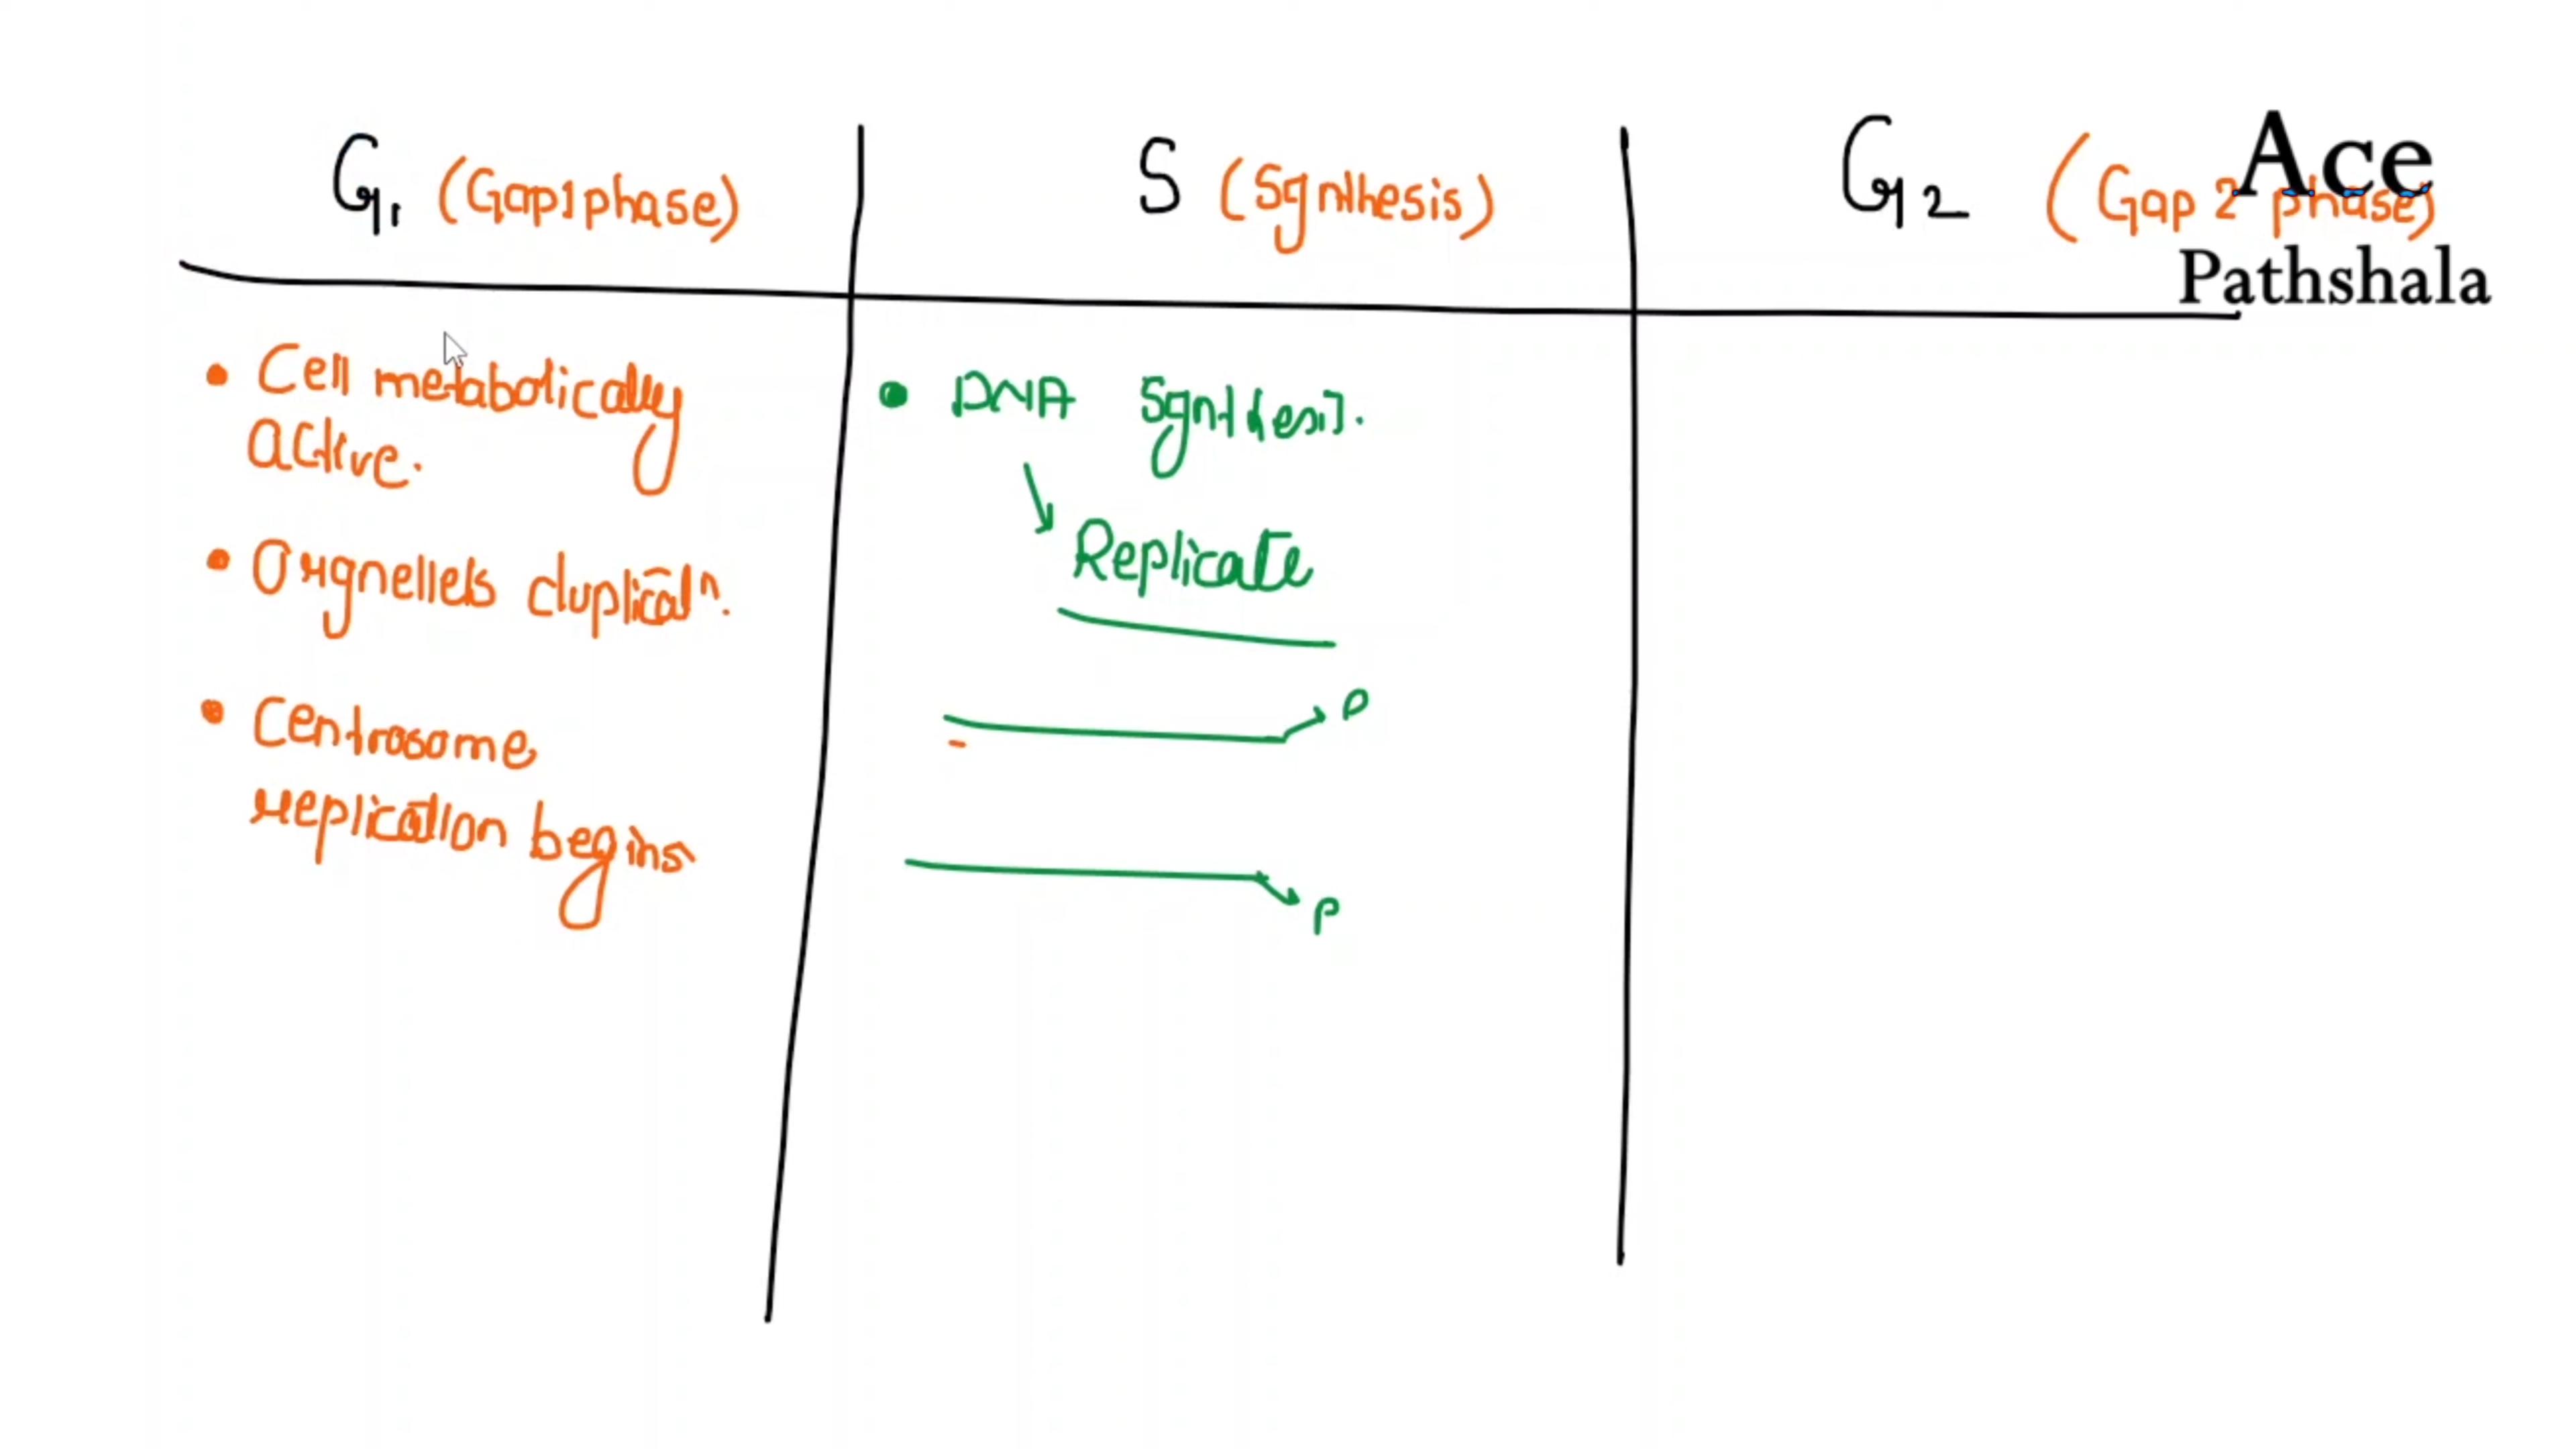 G1 (Gap1phase)
S (Synthesis)
G2 (Gap 2 phase)
Ace
Pathshala
• Cell metabolically
active.
• Orgnellels duplicatn.
• Centrosome
replication begins
• DNA Synthesis.
Replicate
P
P